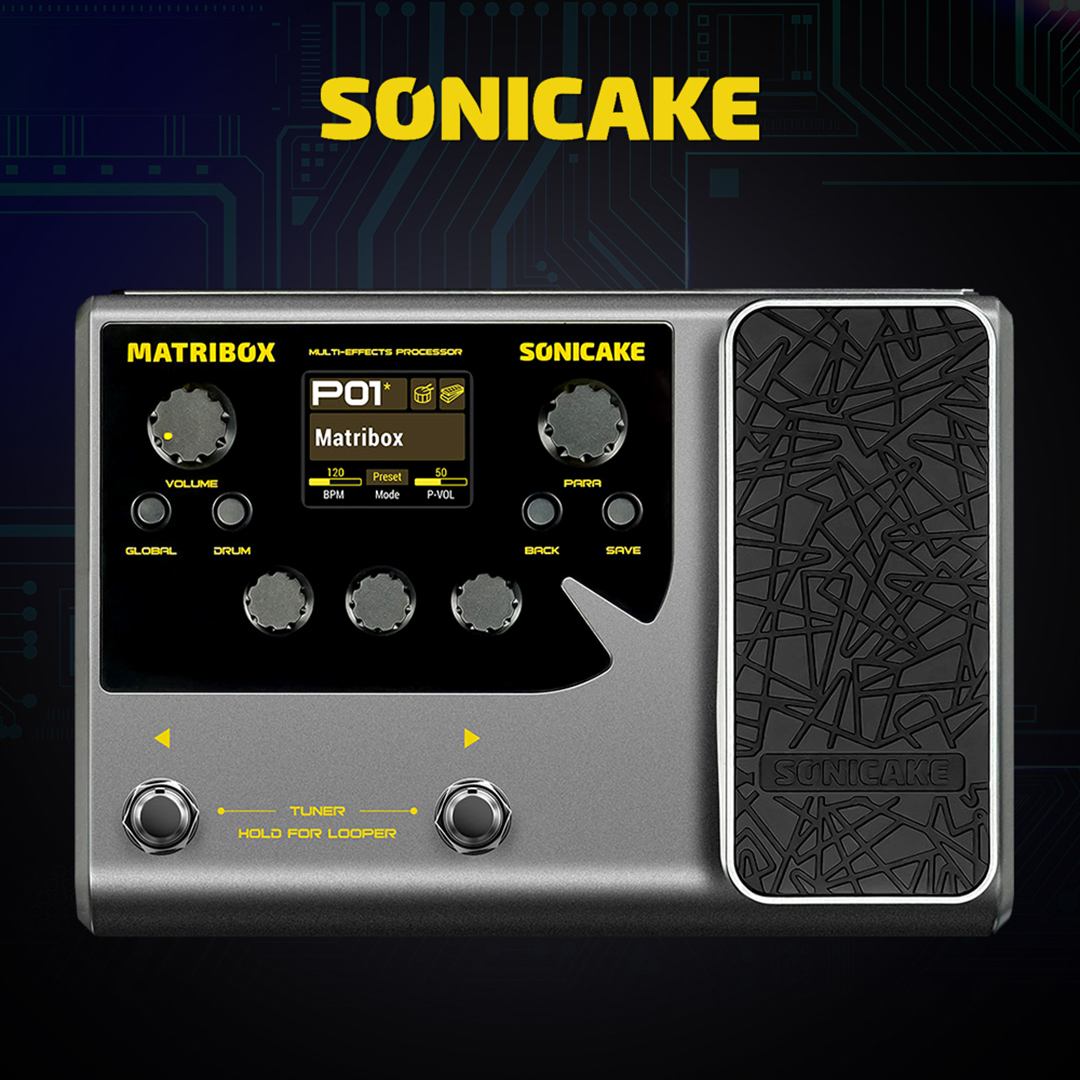 SONICAKE
MATRIBOX
MULTI-EFFECTS PROCESSOR
SONICAKE
P01*
Matribox
120
Preset
50
BPM
Mode
P-VOL
VOLUME
PARA
GLOBAL
DRUM
BACK
SAVE
TUNER
HOLD FOR LOOPER
SONICAKE